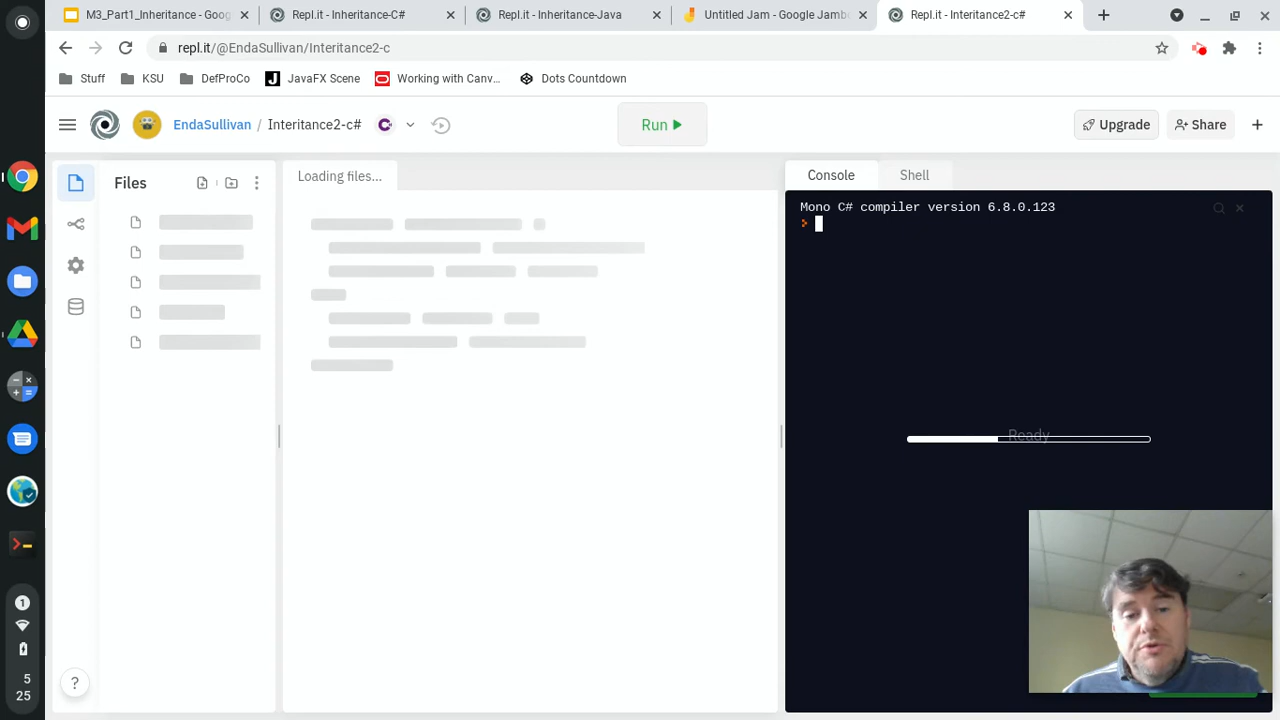 M3_Part1_Inheritance - Goog
Repl.it - Inheritance-C#
Repl.it - Inheritance-Java
Untitled Jam - Google Jamb
Repl.it - Interitance2-c#
repl.it/@EndaSullivan/Interitance2-c
Stuff
KSU
DefProCo
JavaFX Scene
Working with Canv...
Dots Countdown
EndaSullivan / Interitance2-c#
Run
Upgrade
Share
Files
Loading files...
Console
Shell
Mono C# compiler version 6.8.0.123
Ready
1
5
25
?